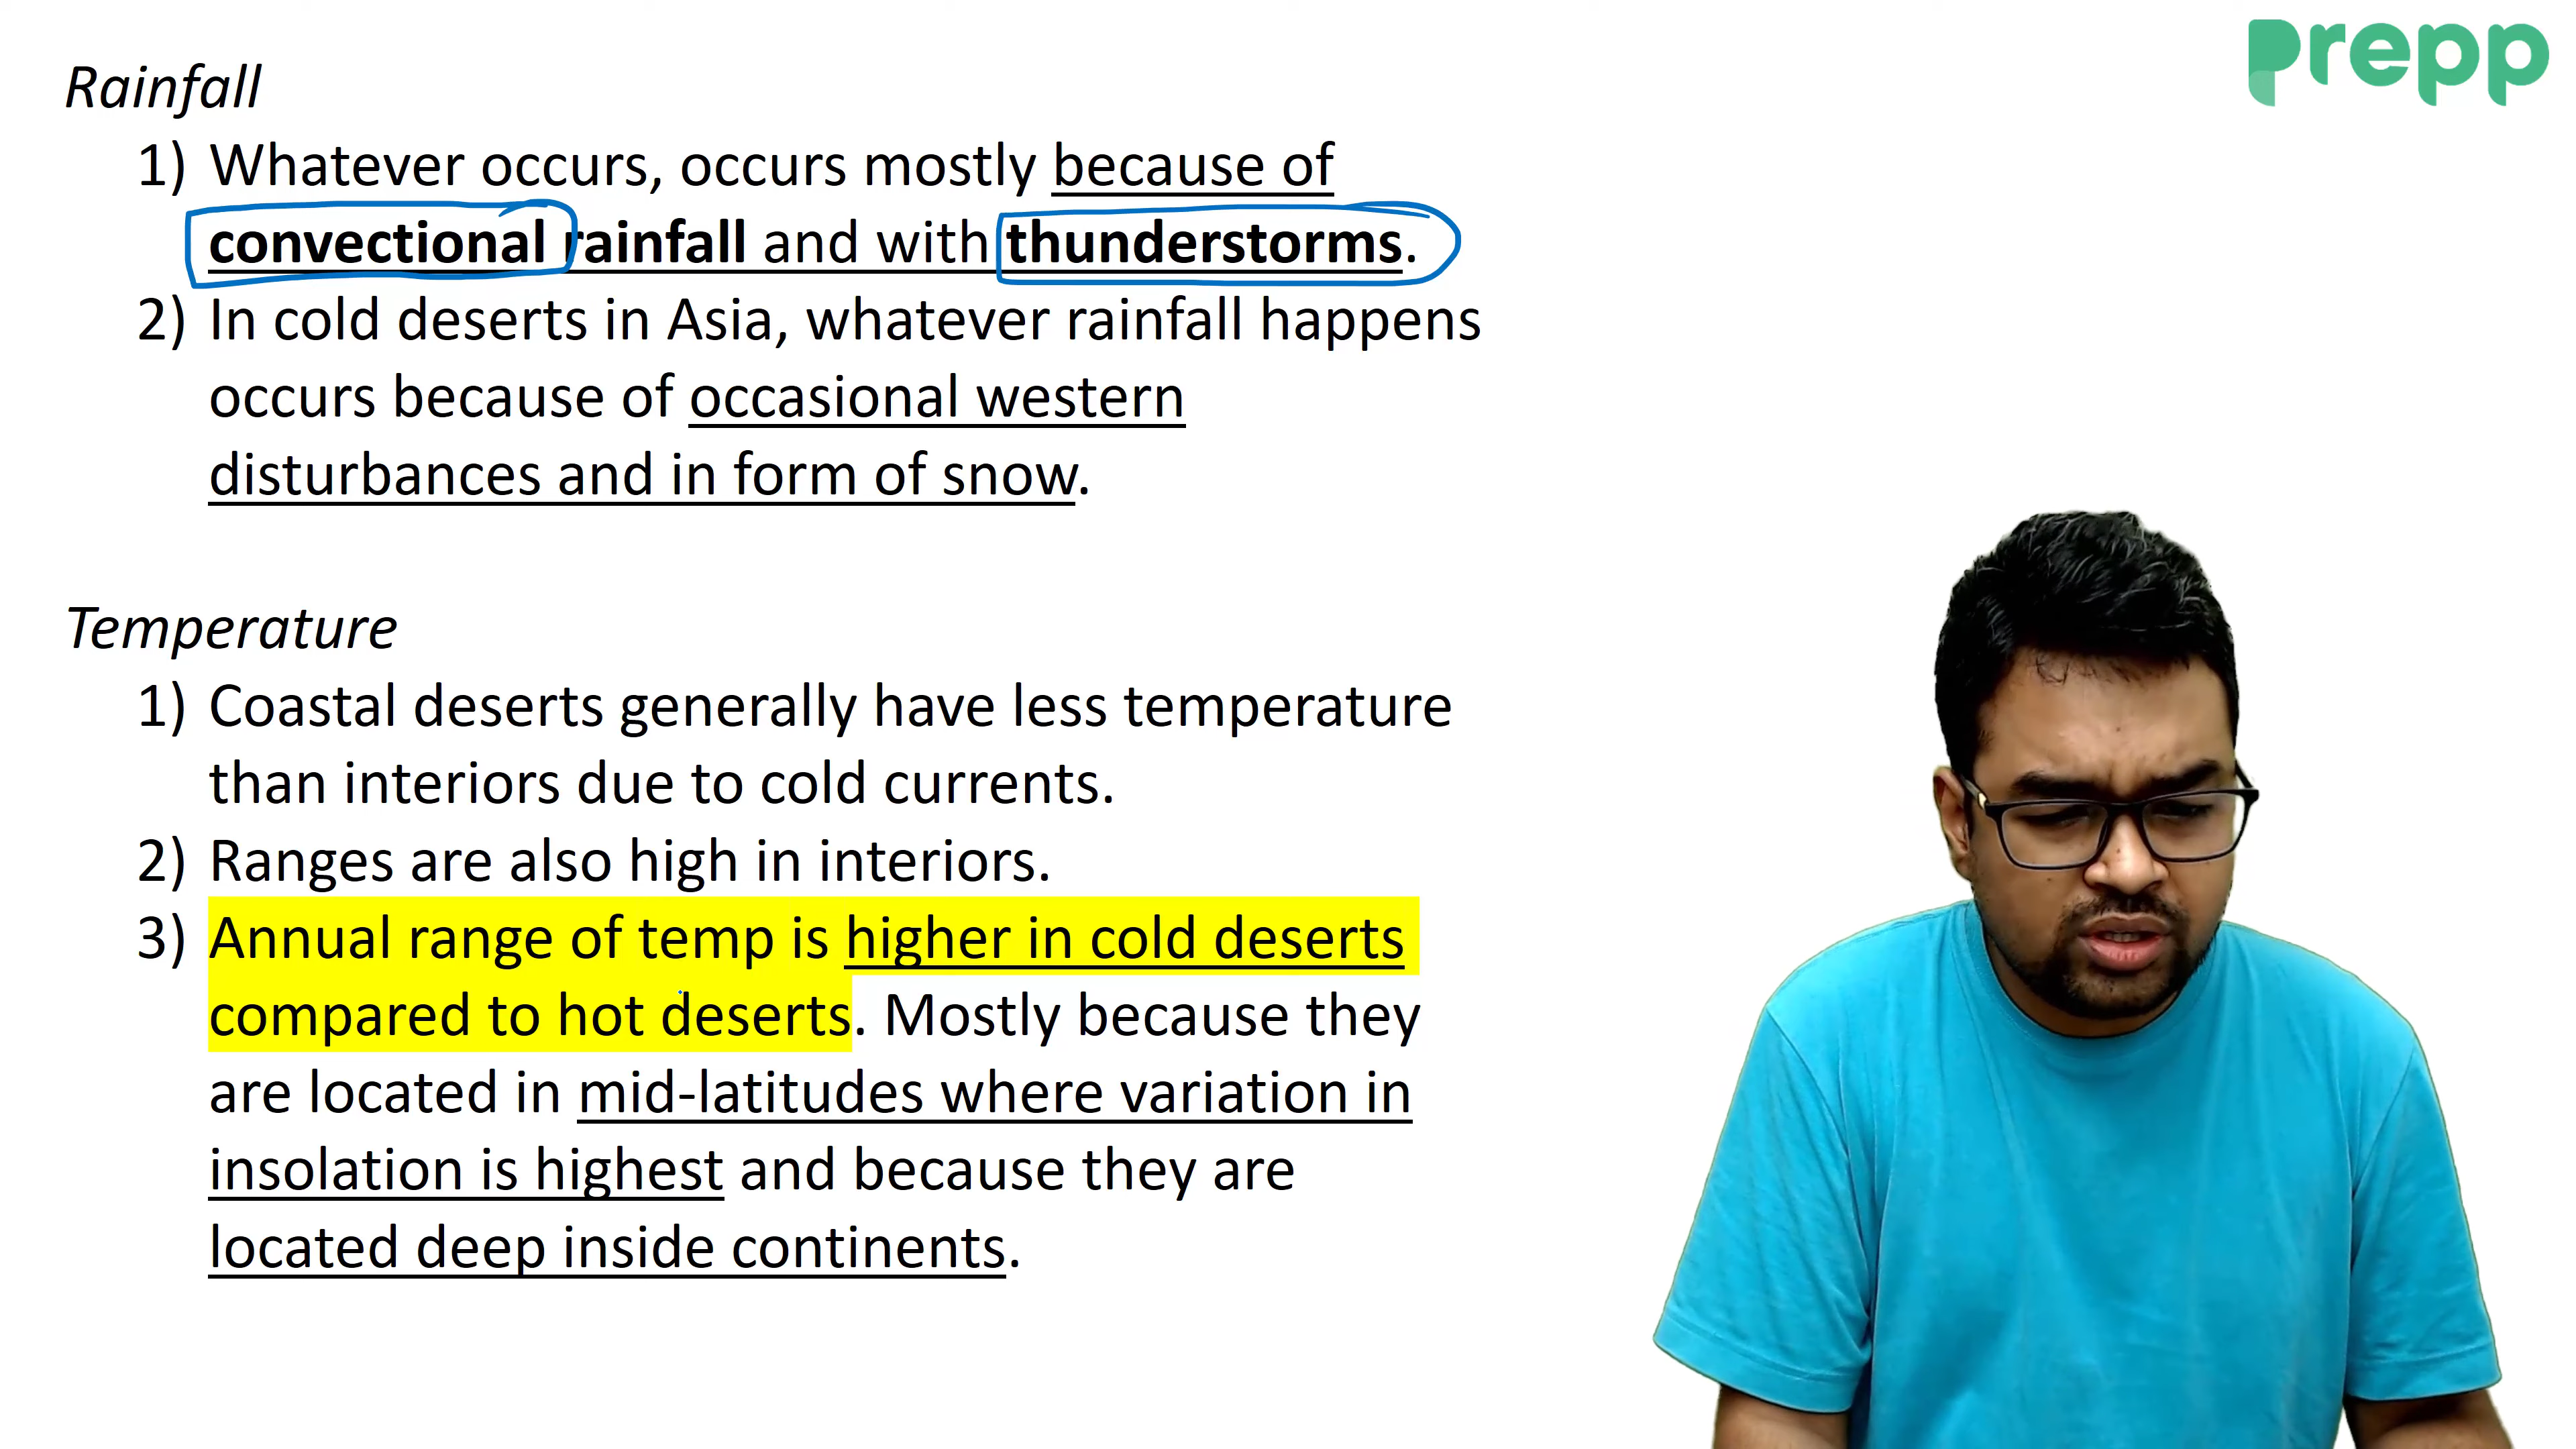 prepp
Rainfall
1) Whatever occurs, occurs mostly because of
convectional rainfall and with thunderstorms.
2) In cold deserts in Asia, whatever rainfall happens
occurs because of occasional western
disturbances and in form of snow.
Temperature
1) Coastal deserts generally have less temperature
than interiors due to cold currents.
2) Ranges are also high in interiors.
3) Annual range of temp is higher in cold deserts
compared to hot deserts. Mostly because they
are located in mid-latitudes where variation in
insolation is highest and because they are
located deep inside continents.